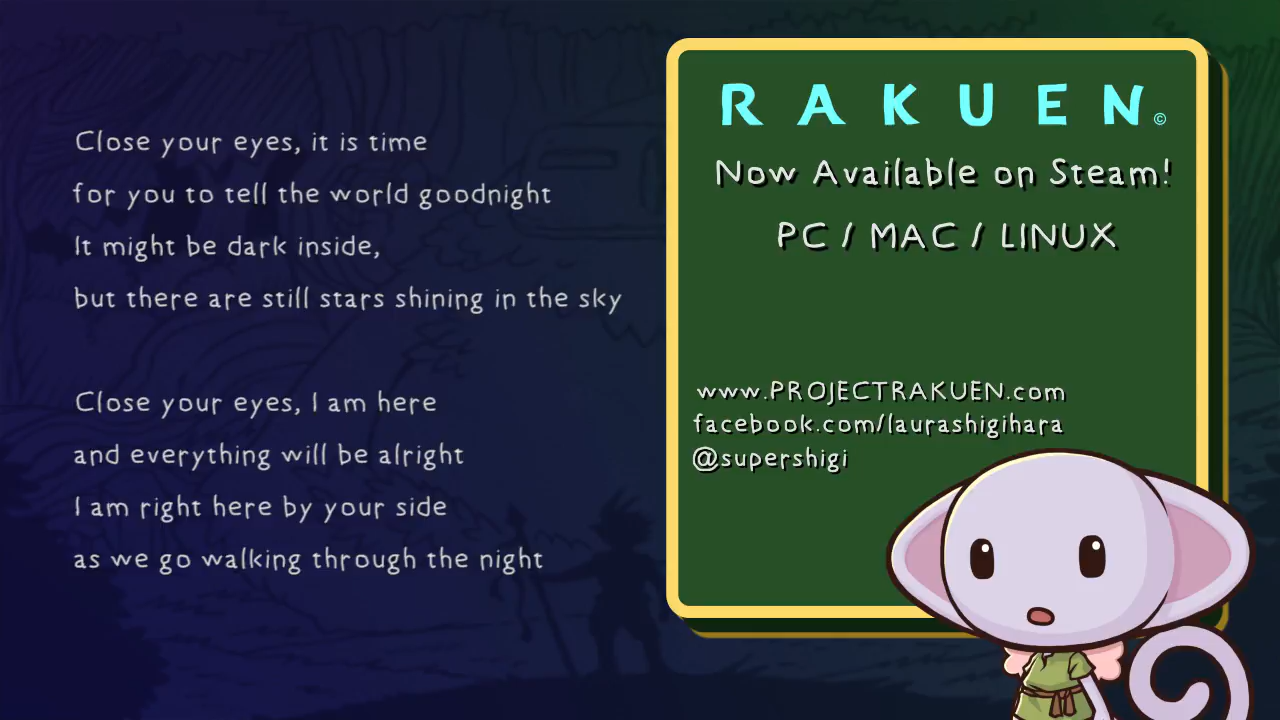 Close your eyes, it is time
for you to tell the world goodnight
It might be dark inside,
but there are still stars shining in the sky
Close your eyes, I am here
and everything will be alright
I am right here by your side
as we go walking through the night
RAKUEN©
Now Available on Steam!
PC / MAC / LINUX
www.PROJECTRAKUEN.com
facebook.com/laurashigihara
@supershigi